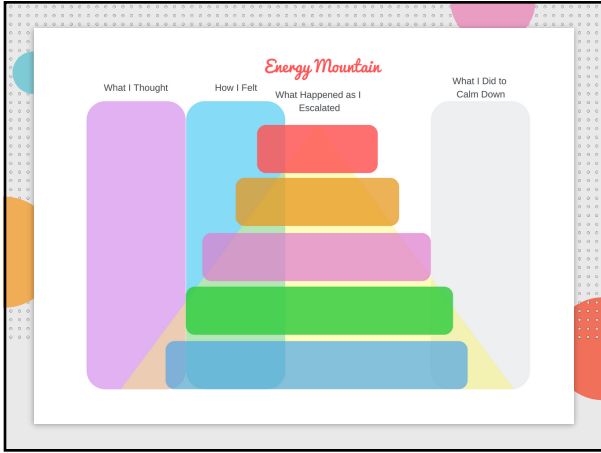 Energy Mountain
What I Thought
How I Felt
What Happened as I
Escalated
What I Did to
Calm Down